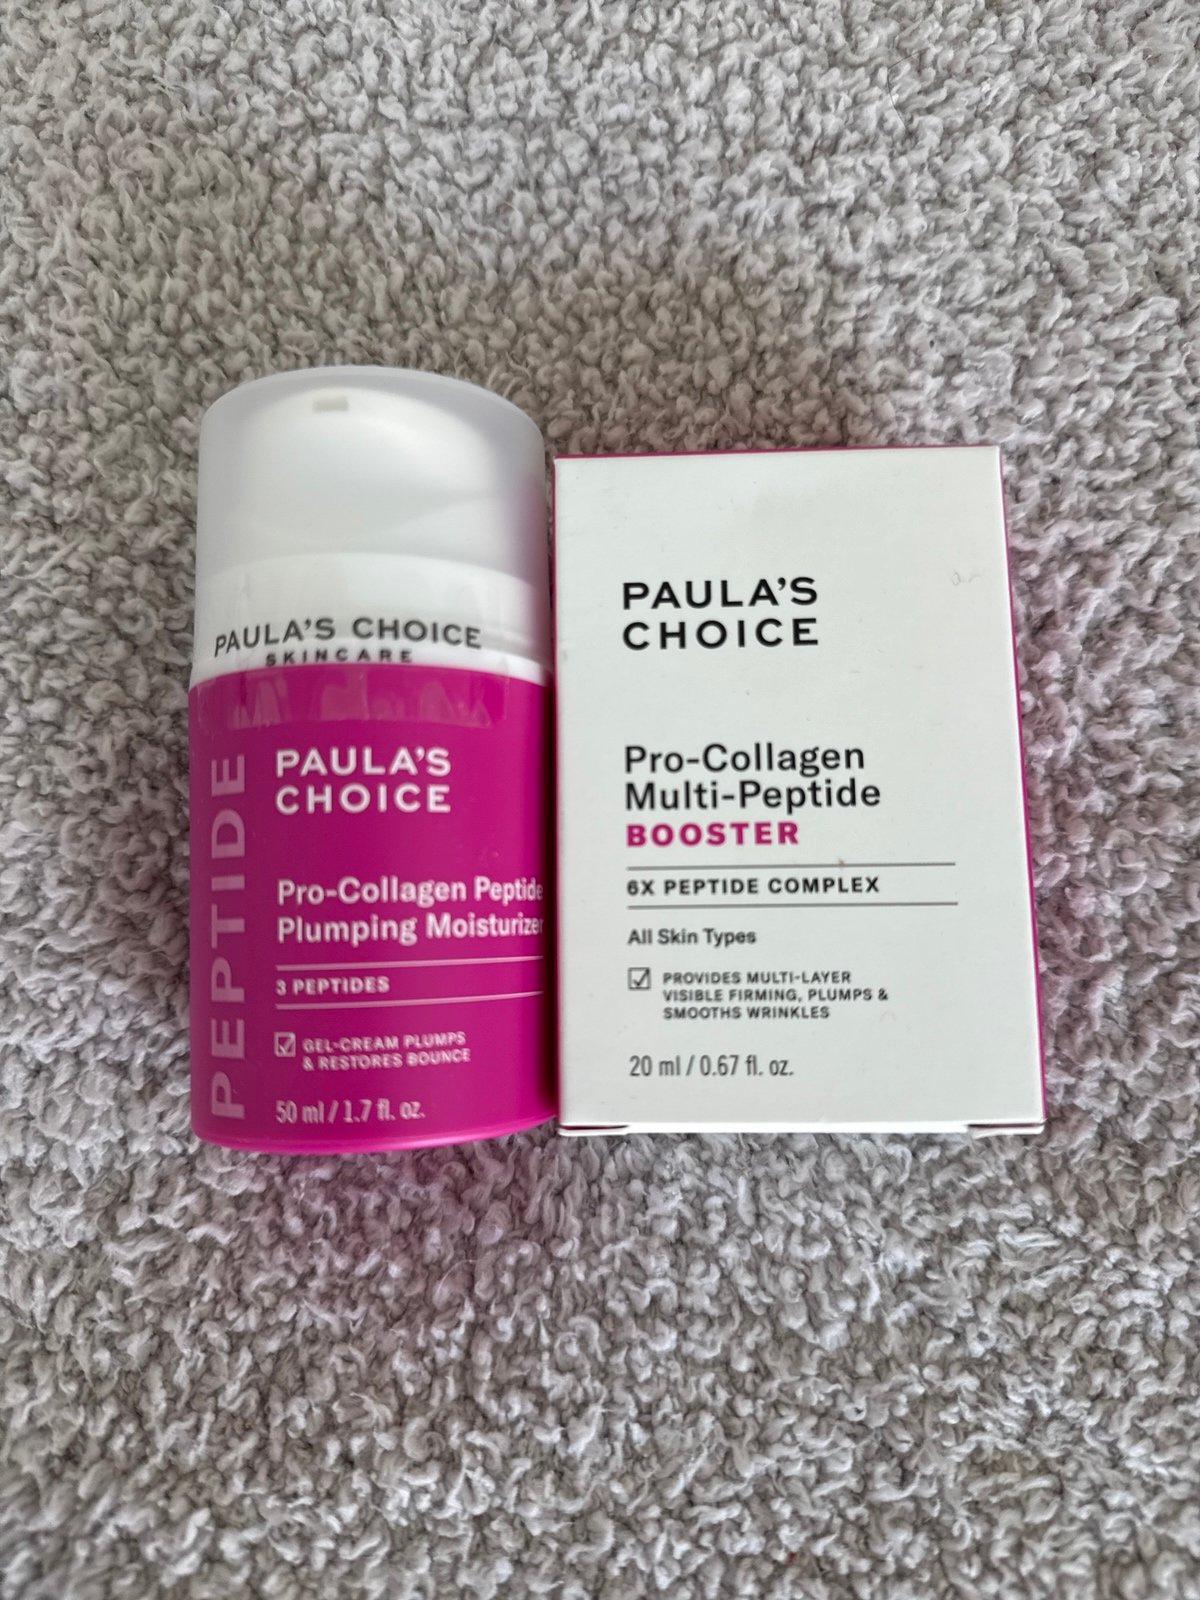 PAULA'S CHOICE
SKINCARE
PEPTIDE
PAULA'S
CHOICE
Pro-Collagen Peptide
Plumping Moisturizer
3 PEPTIDES
GEL-CREAM PLUMPS
& RESTORES BOUNCE
50 ml / 1.7 fl. oz.
PAULA'S
CHOICE
Pro-Collagen
Multi-Peptide
BOOSTER
6X PEPTIDE COMPLEX
All Skin Types
PROVIDES MULTI-LAYER
VISIBLE FIRMING, PLUMPS &
SMOOTHS WRINKLES
20 ml / 0.67 fl. oz.